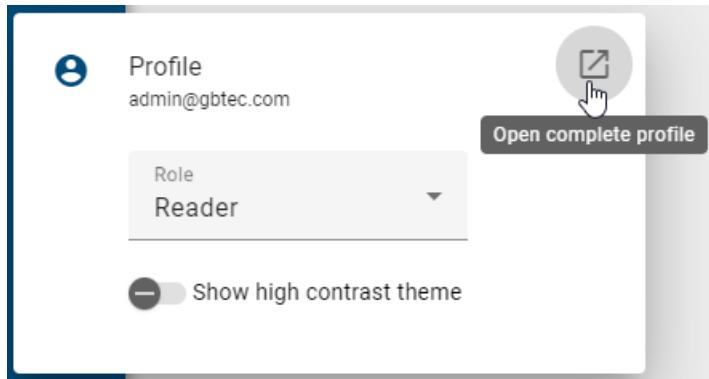 Profile
admin@gbtec.com
Open complete profile
Role
Reader
Show high contrast theme